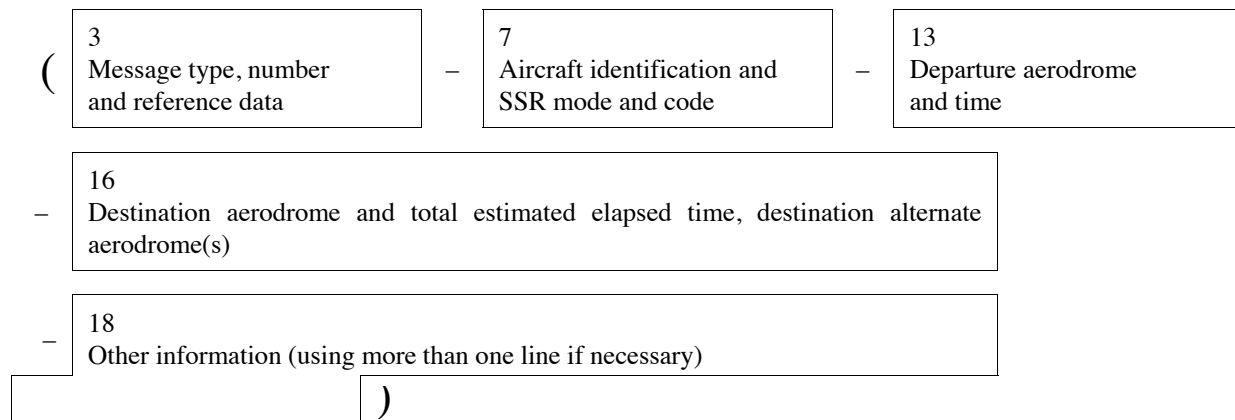 3 7 13
( Message type, number – Aircraft identification and – Departure aerodrome
and reference data SSR mode and code and time
16
– Destination aerodrome and total estimated elapsed time, destination alternate
aerodrome(s)
18
– Other information (using more than one line if necessary)
)